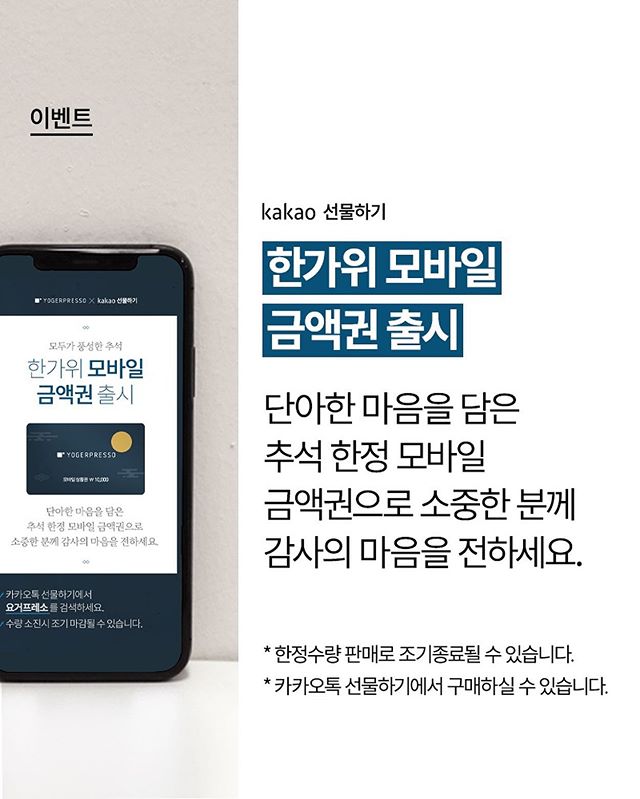 이벤트
YOGERPRESSO × kakao 선물하기
모두가 풍성한 추석
한가위 모바일
금액권 출시
YOGERPRESSO
모바일 상품권 ₩ 10,000
단아한 마음을 담은
추석 한정 모바일 금액권으로
소중한 분께 감사의 마음을 전하세요.
카카오톡 선물하기에서
요거프레소를 검색하세요.
수량 소진시 조기 마감될 수 있습니다.
kakao 선물하기
한가위 모바일
금액권 출시
단아한 마음을 담은
추석 한정 모바일
금액권으로 소중한 분께
감사의 마음을 전하세요.
* 한정수량 판매로 조기종료될 수 있습니다.
* 카카오톡 선물하기에서 구매하실 수 있습니다.